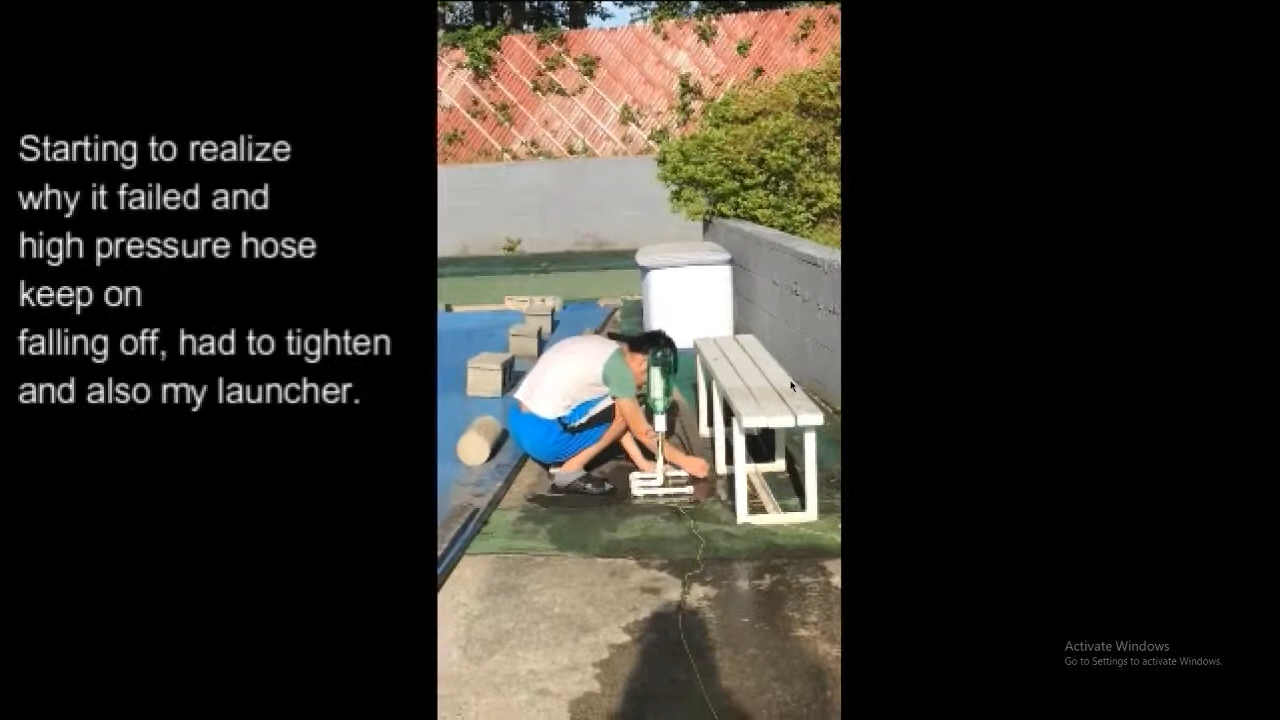 Starting to realize
why it failed and
high pressure hose
keep on
falling off, had to tighten
and also my launcher.
Activate Windows
Go to Settings to activate Windows.